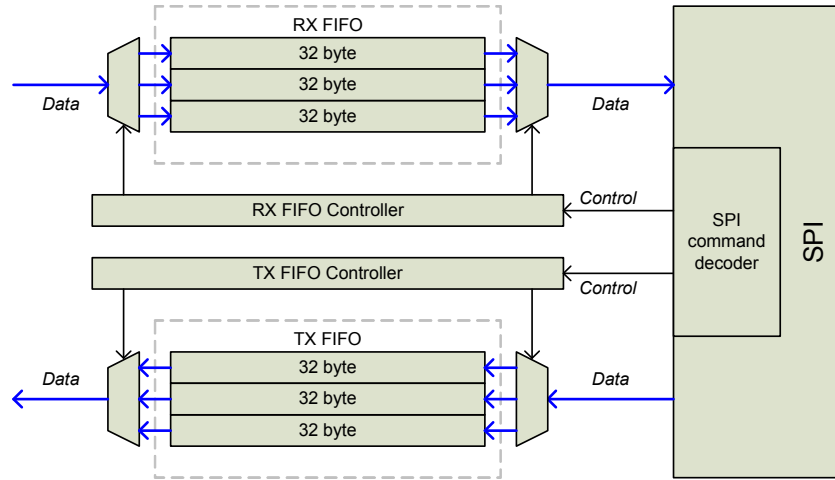 RX FIFO
32 byte
32 byte
32 byte
Data
Data
RX FIFO Controller
Control
SPI
command
decoder
SPI
TX FIFO Controller
Control
TX FIFO
32 byte
32 byte
32 byte
Data
Data